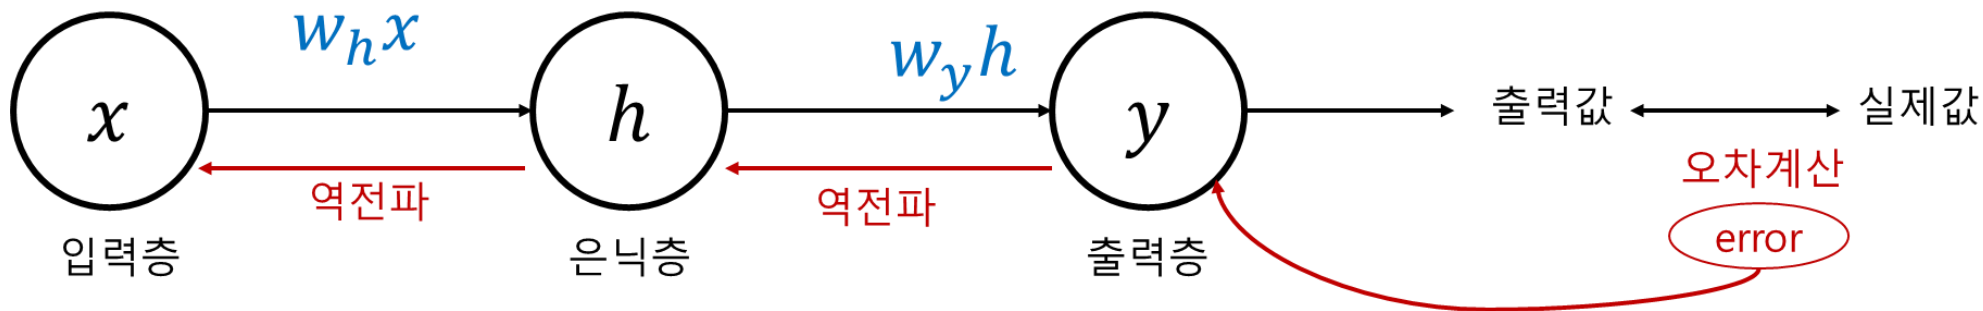 w_h x
w_y h
x
h
y
출력값
실제값
역전파
역전파
오차계산
error
입력층
은닉층
출력층